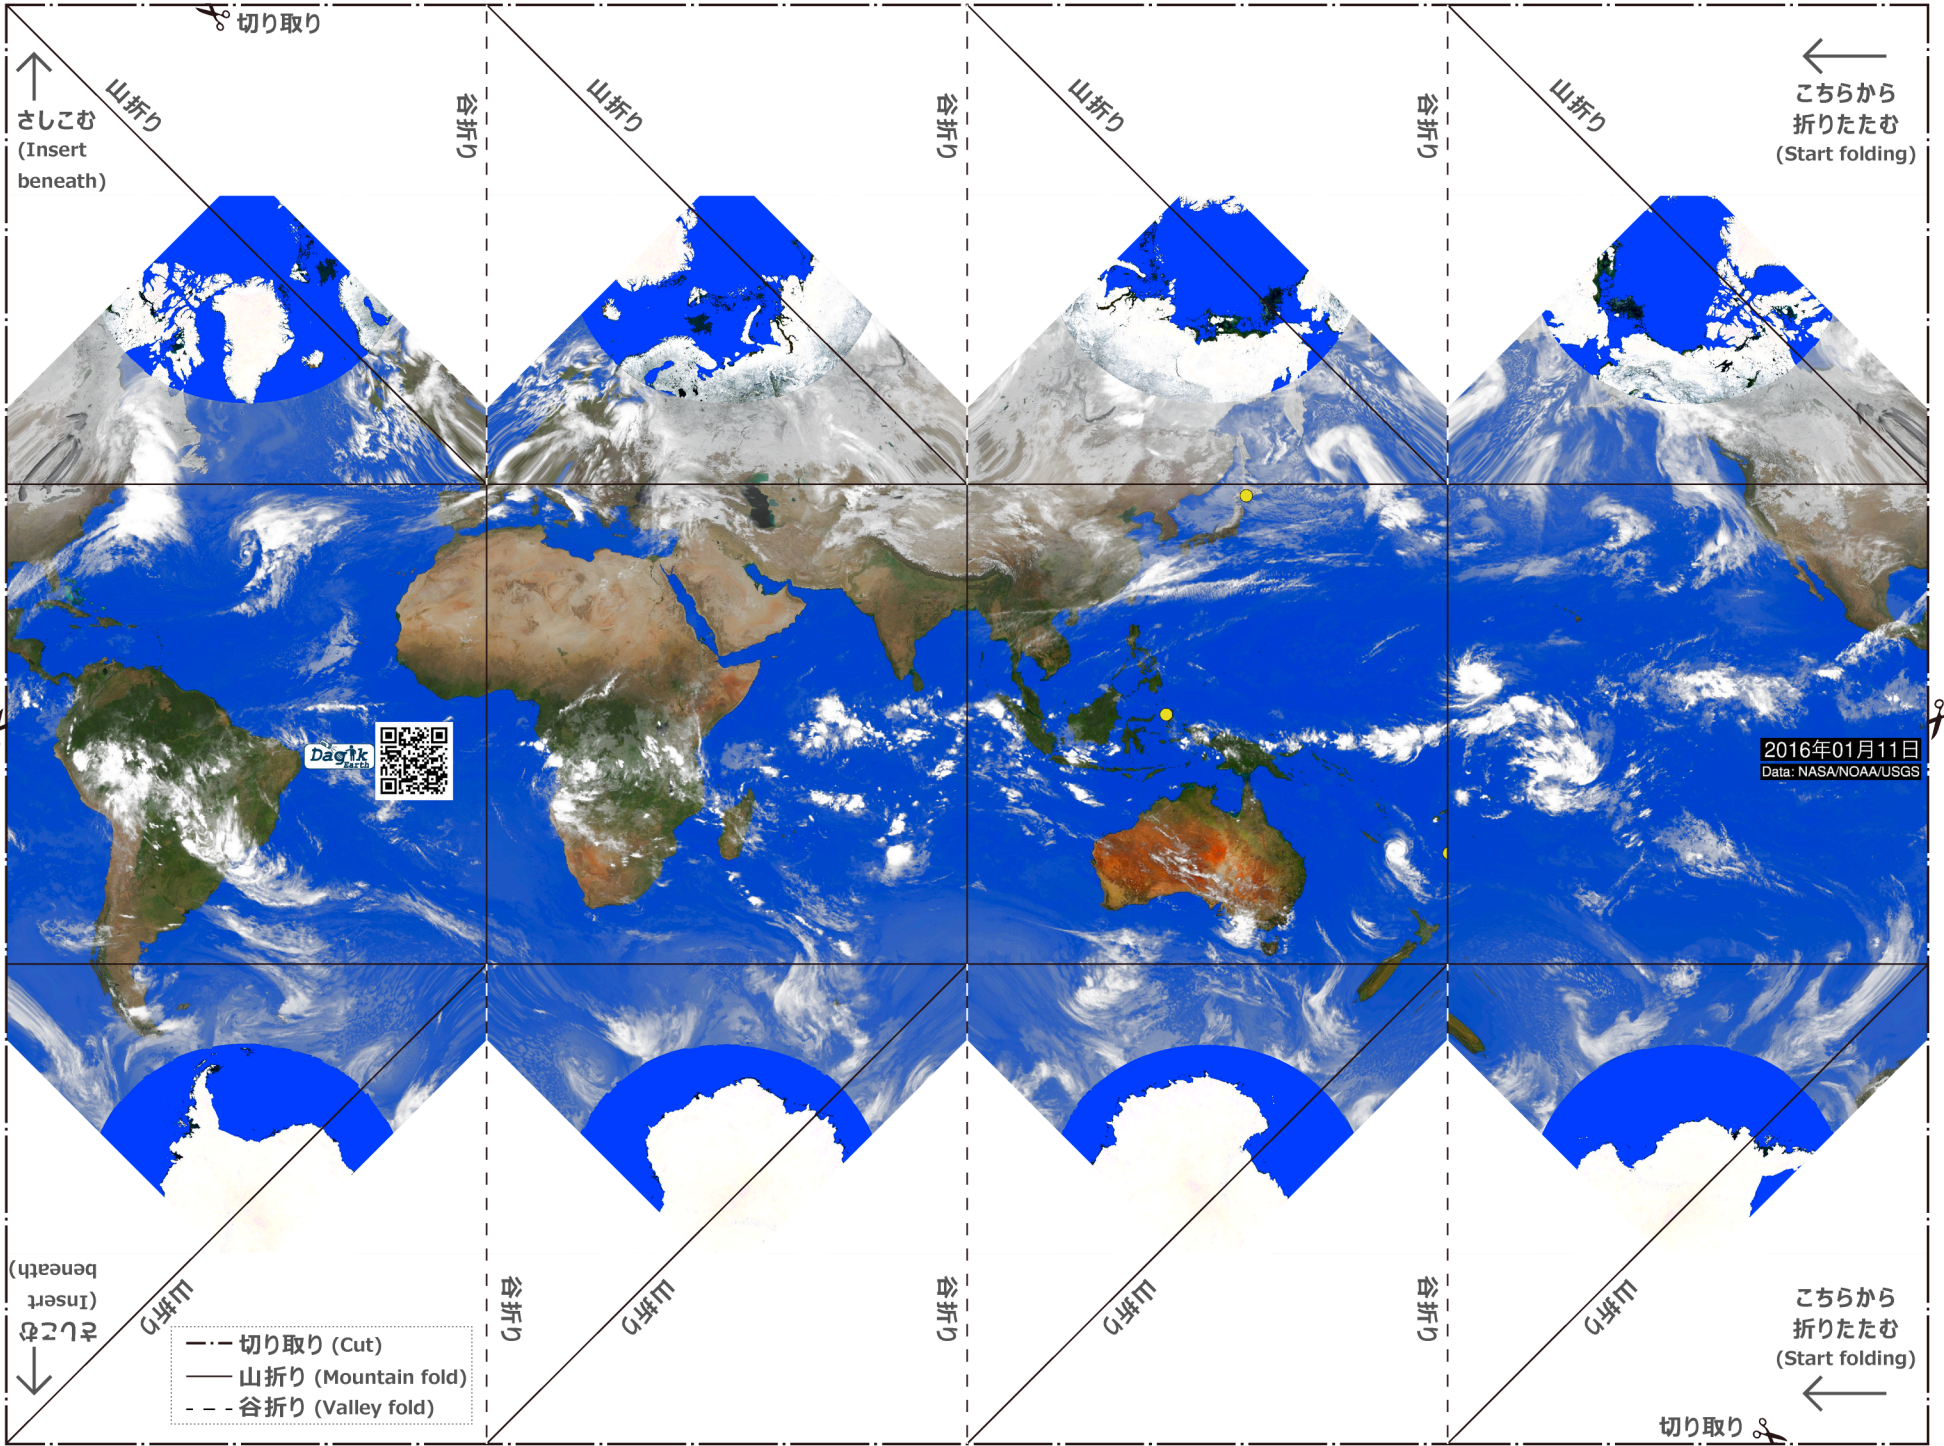 切り取り
山折り
谷折り
山折り
谷折り
山折り
谷折り
山折り
さしこむ
(Insert
beneath)
こちらから
折りたたむ
(Start folding)
Dagik
Earth
2016年01月11日
Data: NASA/NOAA/USGS
さしこむ
(Insert
beneath)
山折り
谷折り
山折り
谷折り
山折り
谷折り
山折り
こちらから
折りたたむ
(Start folding)
切り取り (Cut)
山折り (Mountain fold)
谷折り (Valley fold)
切り取り